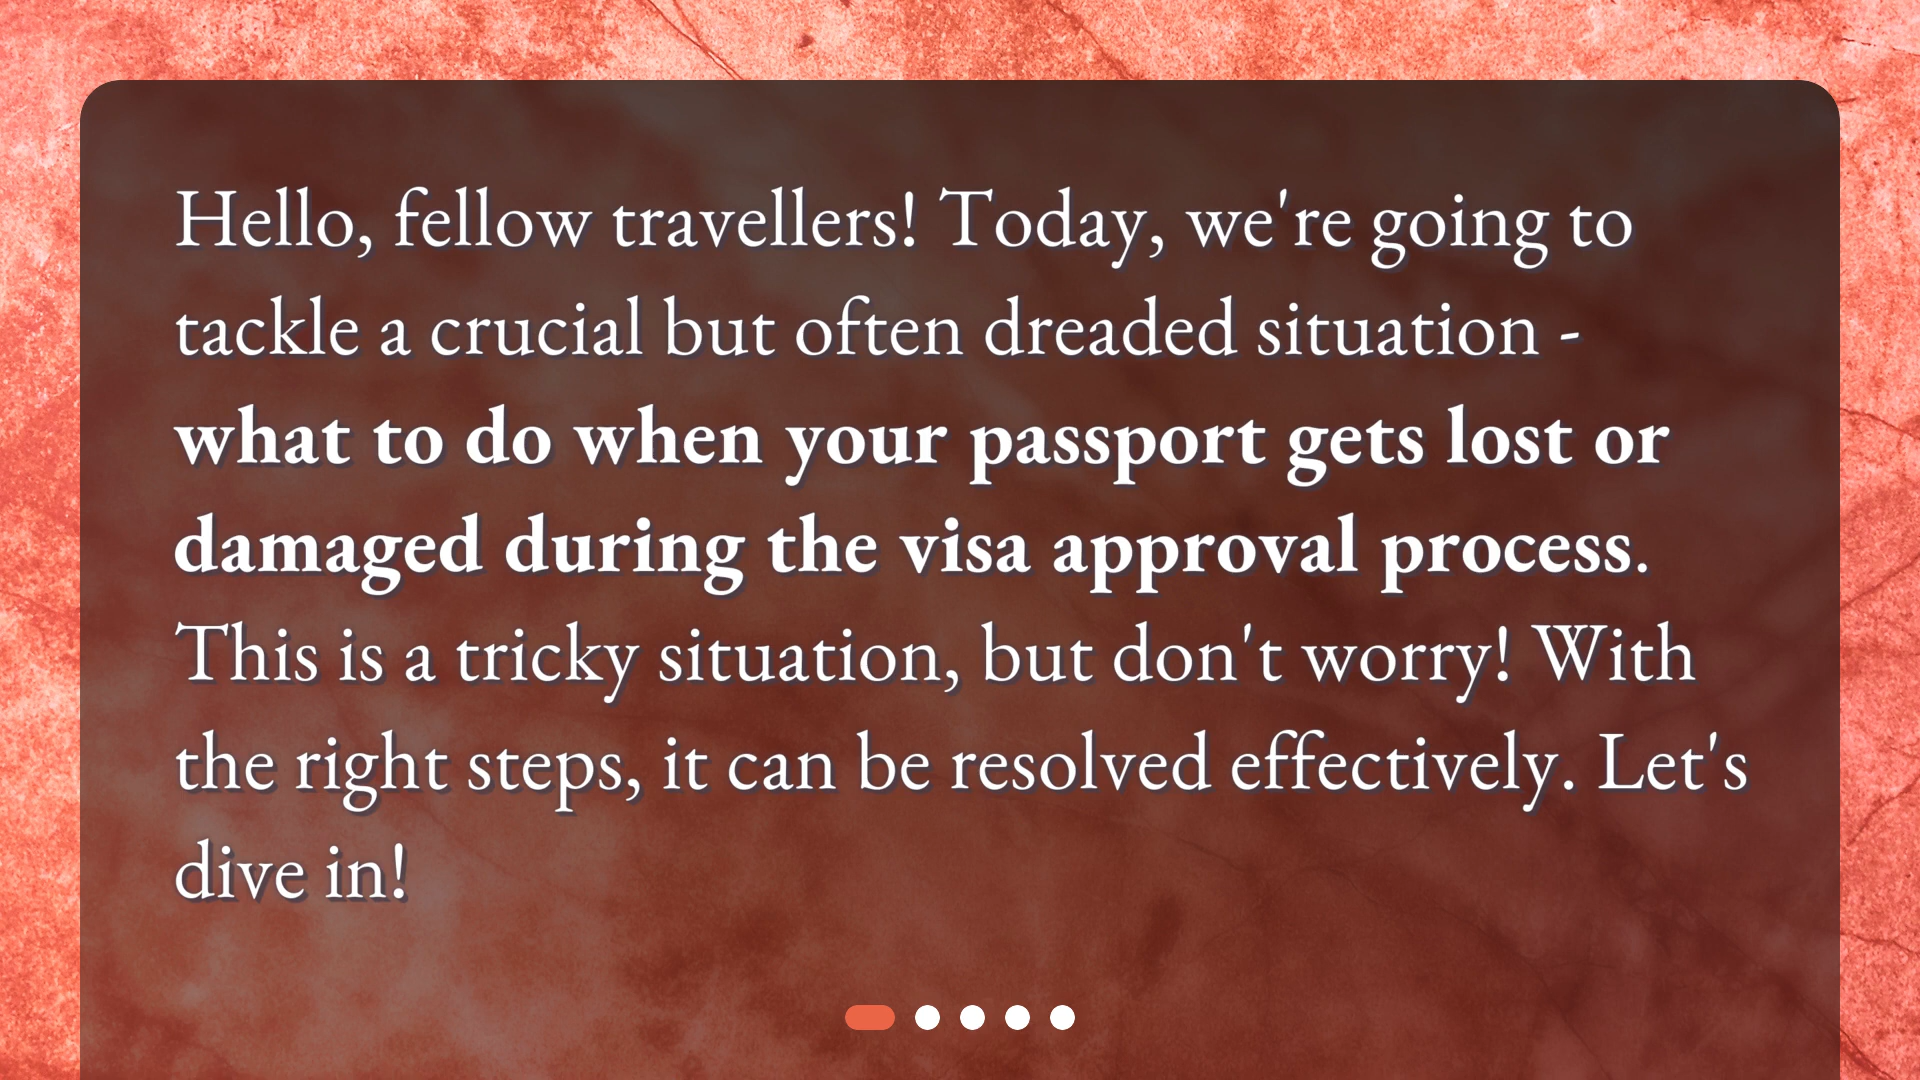 Hello, fellow travellers! Today, we're going to
tackle a crucial but often dreaded situation -
what to do when your passport gets lost or
damaged during the visa approval process.
This is a tricky situation, but don't worry! With
the right steps, it can be resolved effectively. Let's
dive in!